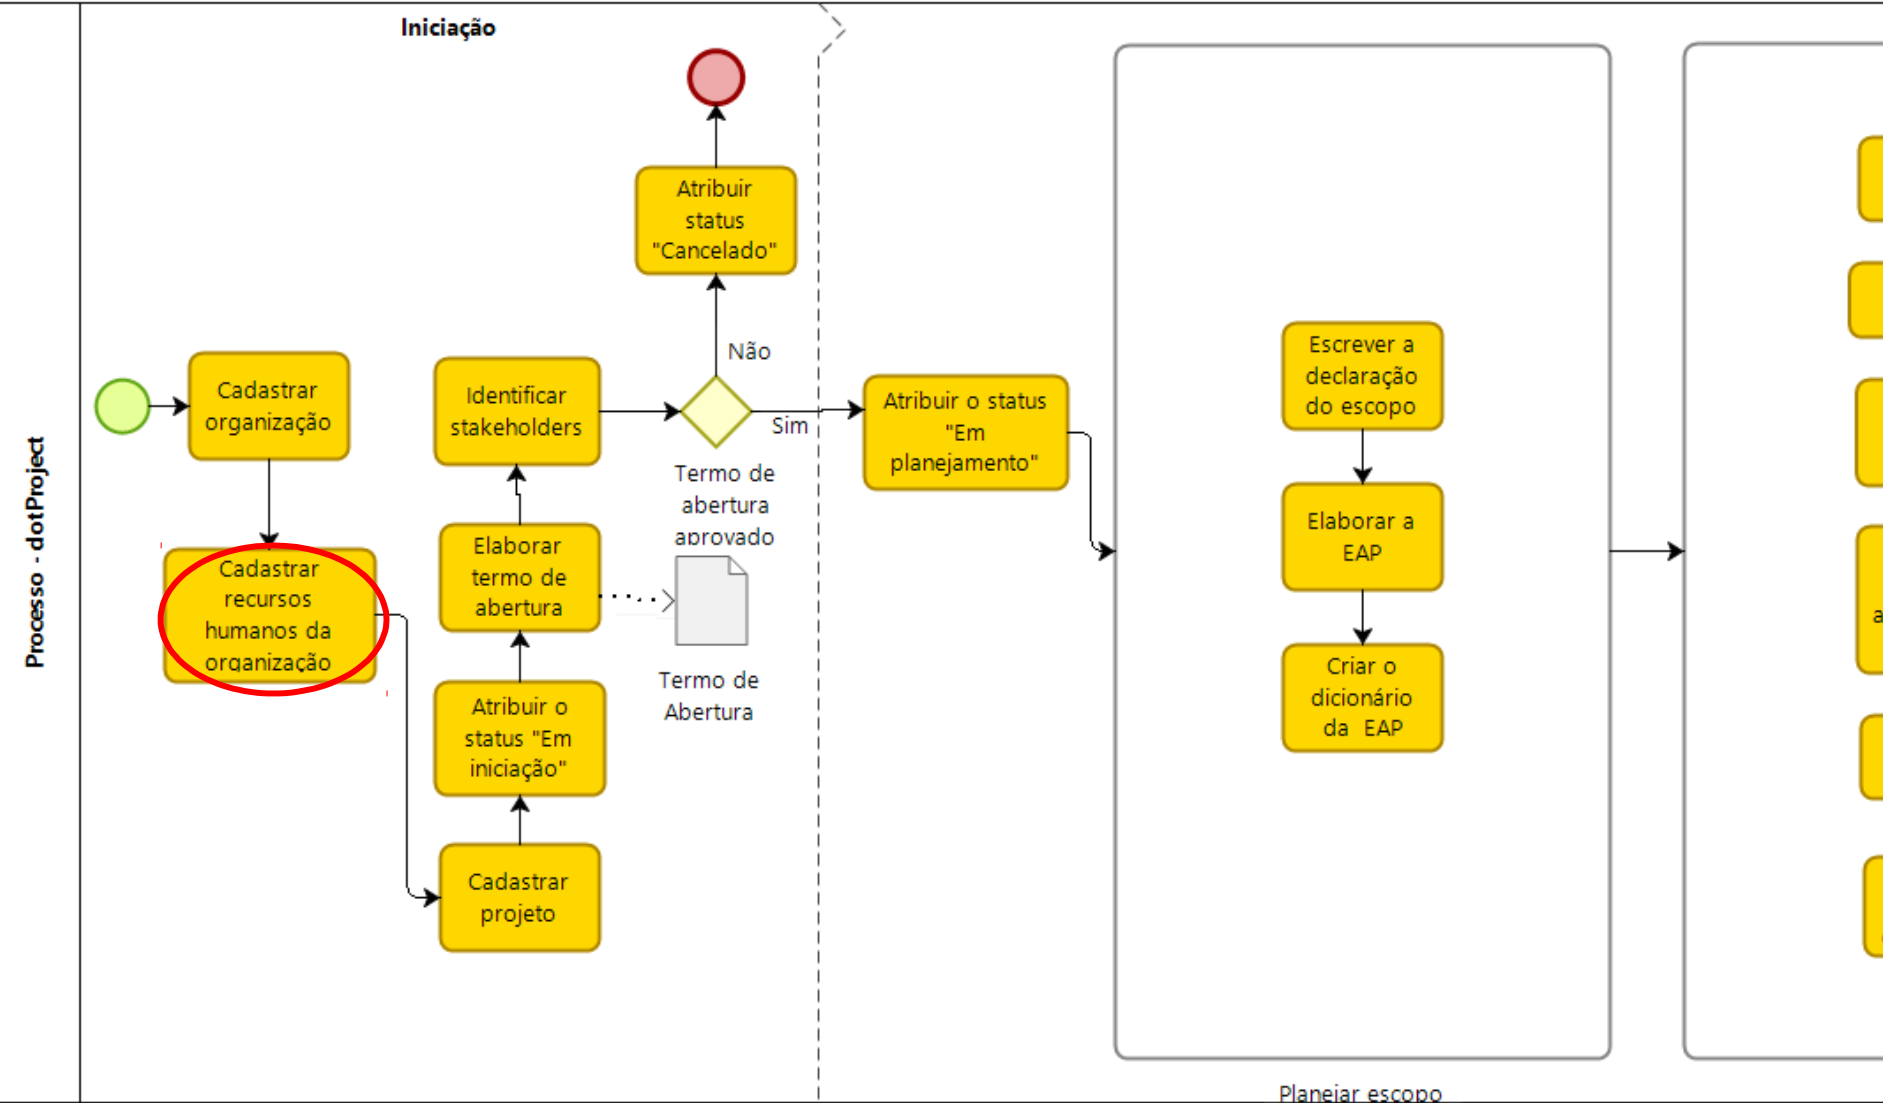 Iniciação
Processo - dotProject
Cadastrar
organização
Cadastrar
recursos
humanos da
organização
Cadastrar
projeto
Atribuir o
status "Em
iniciação"
Elaborar
termo de
abertura
Termo de
Abertura
Identificar
stakeholders
Termo de
abertura
aprovado
Não
Atribuir
status
"Cancelado"
Sim
Atribuir o status
"Em
planejamento"
Escrever a
declaração
do escopo
Elaborar a
EAP
Criar o
dicionário
da EAP
Planejar escopo